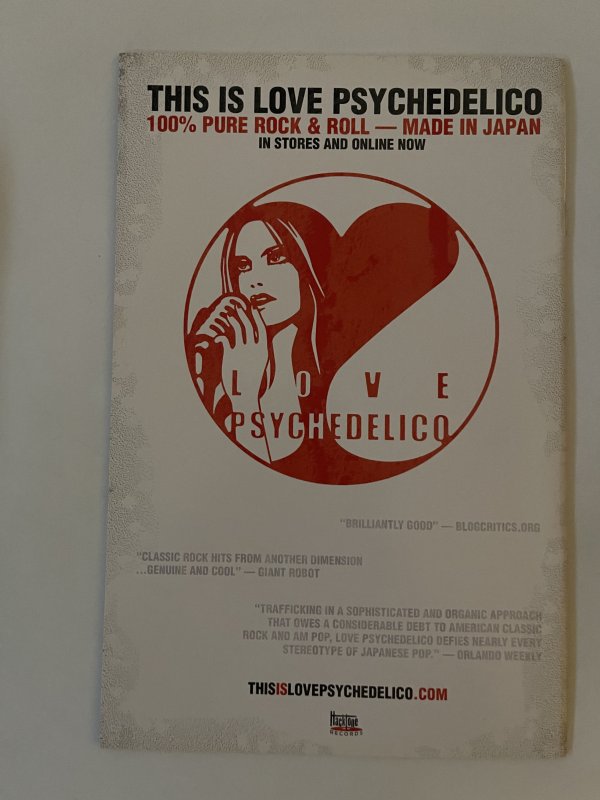 THIS IS LOVE PSYCHEDELICO
100% PURE ROCK & ROLL — MADE IN JAPAN
IN STORES AND ONLINE NOW
L O V E
PSYCHEDELICO
"BRILLIANTLY GOOD" — BLOGCRITICS.ORG
"CLASSIC ROCK HITS FROM ANOTHER DIMENSION
...GENUINE AND COOL" — GIANT ROBOT
"TRAFFICKING IN A SOPHISTICATED AND ORGANIC APPROACH
THAT OWES A CONSIDERABLE DEBT TO AMERICAN CLASSIC
ROCK AND AM POP, LOVE PSYCHEDELICO DEFIES NEARLY EVERY
STEREOTYPE OF JAPANESE POP." — ORLANDO WEEKLY
THISISLOVEPSYCHEDELICO.COM
HackTone
RECORDS